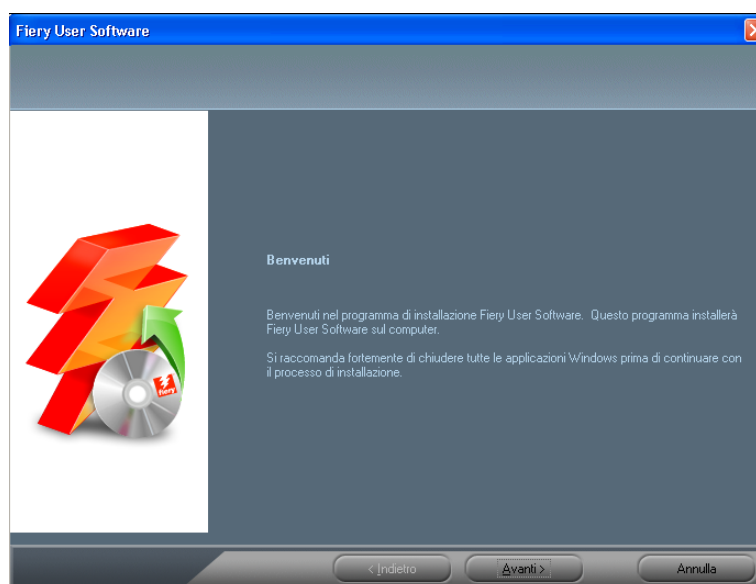 Fiery User Software
Benvenuti
Benvenuti nel programma di installazione Fiery User Software. Questo programma installerà
Fiery User Software sul computer.
Si raccomanda fortemente di chiudere tutte le applicazioni Windows prima di continuare con
il processo di installazione.
fiery
< Indietro
Avanti >
Annulla